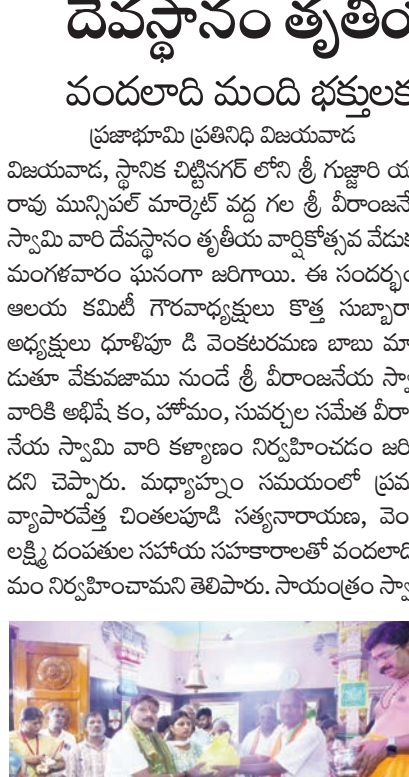 దేవస్థానం తృతీయ
వందలాది మంది భక్తులక
ప్రజాభూమి ప్రతినిధి విజయవాడ
విజయవాడ, స్థానిక చిట్టినగర్ లోని శ్రీ గుజ్జారి య
రావు మున్సిపల్ మార్కెట్ వద్ద గల శ్రీ వీరాంజనే
స్వామి వారి దేవస్థానం తృతీయ వార్షికోత్సవ వేడుక
మంగళవారం ఘనంగా జరిగాయి. ఈ సందర్భం
ఆలయ కమిటీ గౌరవాధ్యక్షులు కొత్త సుబ్బారా
అధ్యక్షులు ధూళిపూ డి వెంకటరమణ బాబు మా
డుతూ వేకువజాము నుండే శ్రీ వీరాంజనేయ స్వా
వారికి అభిషే కం, హోమం, సువర్చల సమేత వీరా
నేయ స్వామి వారి కళ్యాణం నిర్వహించడం జరి
దని చెప్పారు. మధ్యాహ్నం సమయంలో ప్రమ
వ్యాపారవేత్త చింతలపూడి సత్యనారాయణ, వెం
లక్ష్మి దంపతుల సహాయ సహకారాలతో వందలాది
మం నిర్వహించామని తెలిపారు. సాయంత్రం స్వా